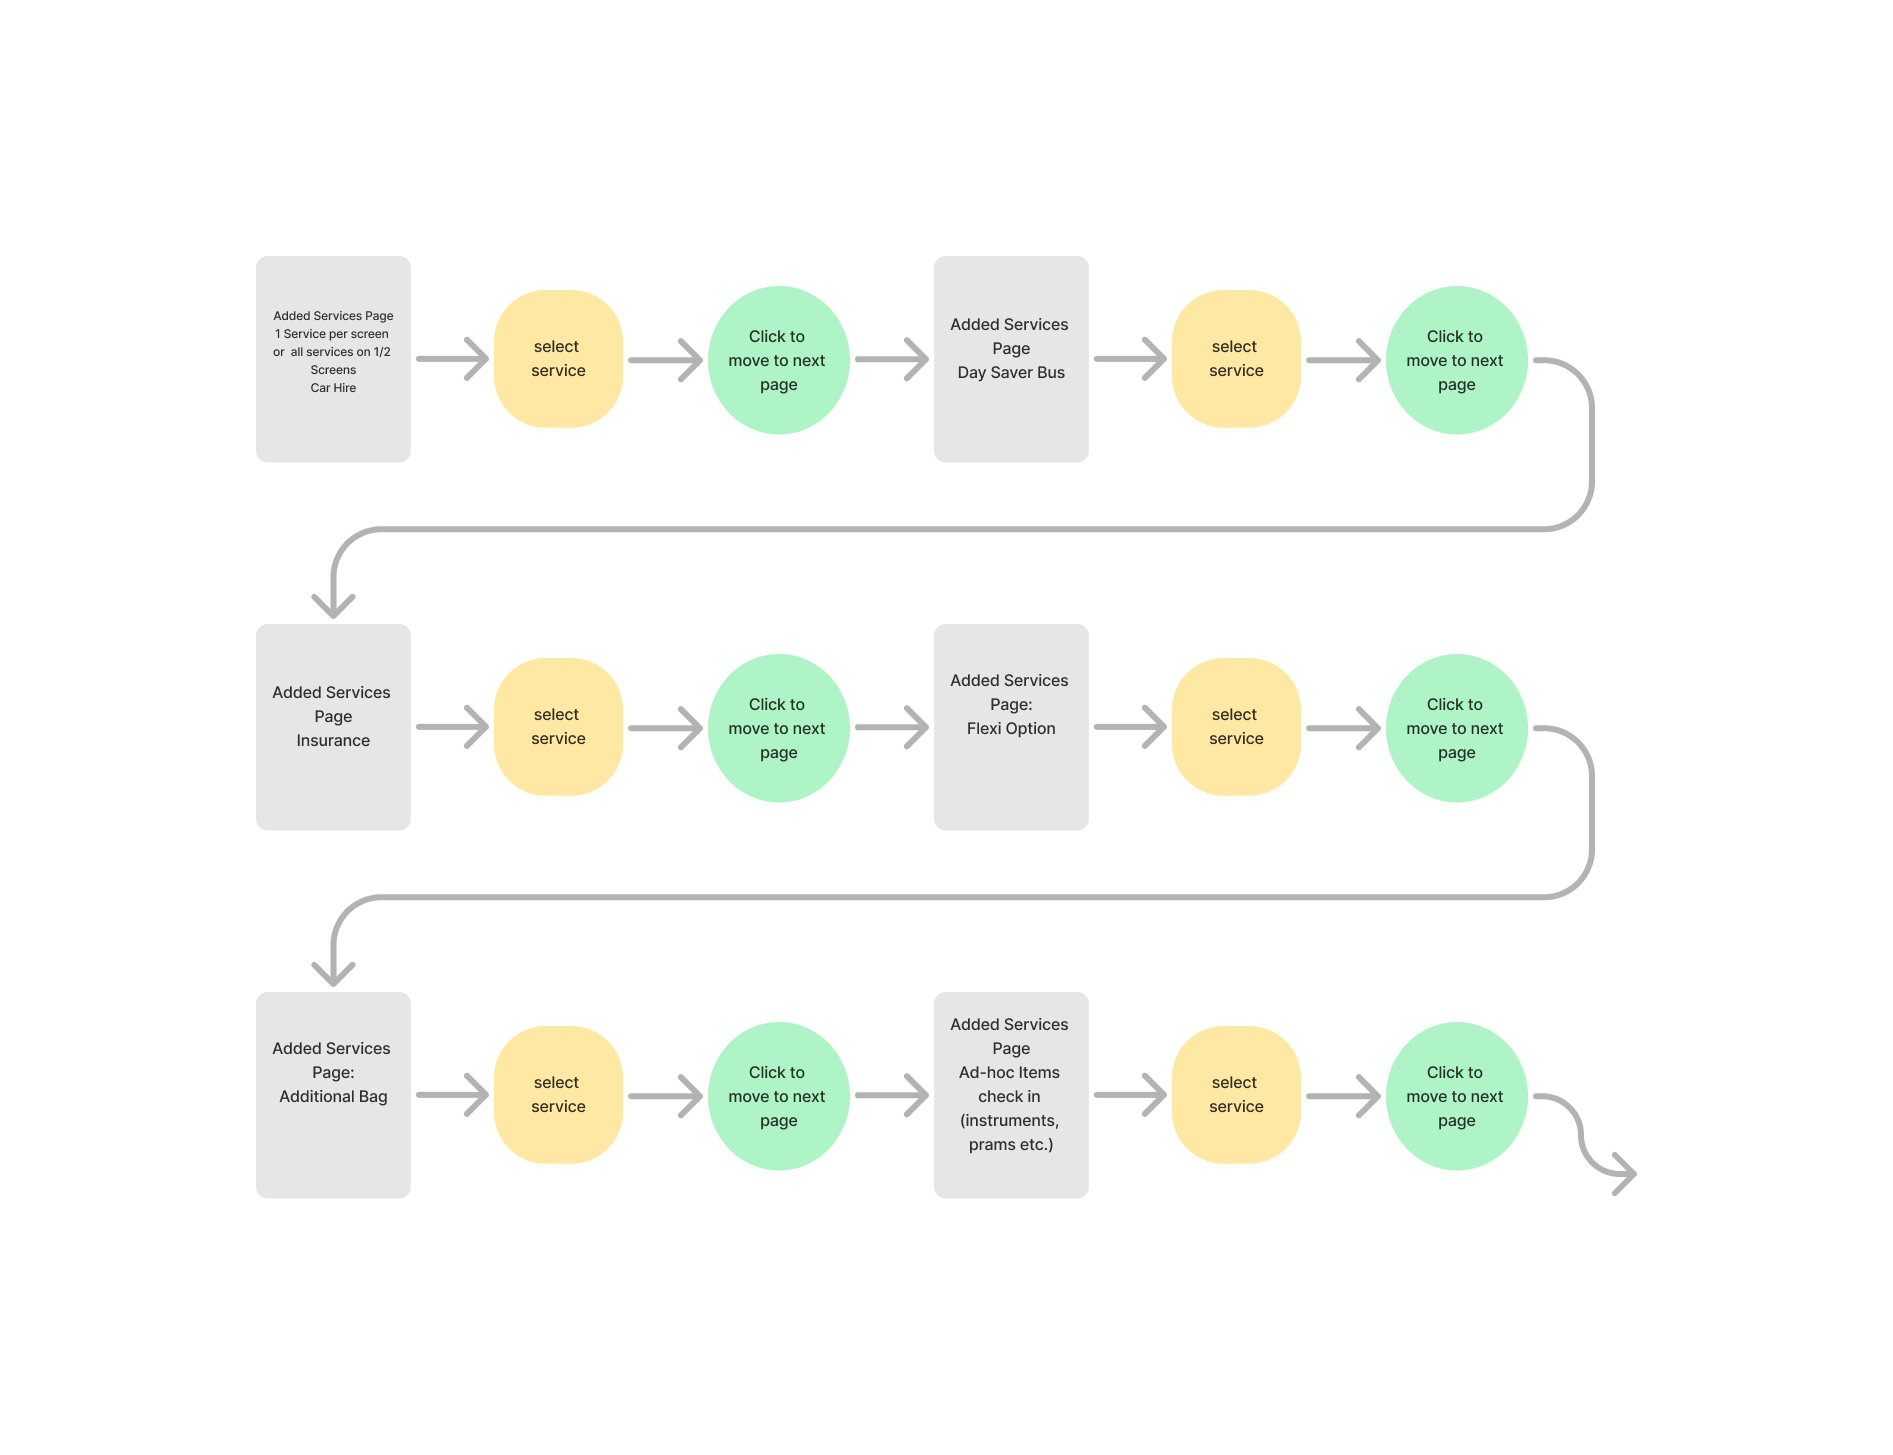 Added Services Page
1 Service per screen
or  all services on 1/2
Screens
Car Hire
select
service
Click to
move to next
page
Added Services
Page
Day Saver Bus
select
service
Click to
move to next
page
Added Services
Page
Insurance
select
service
Click to
move to next
page
Added Services
Page:
Flexi Option
select
service
Click to
move to next
page
Added Services
Page:
Additional Bag
select
service
Click to
move to next
page
Added Services
Page
Ad-hoc Items
check in
(instruments,
prams etc.)
select
service
Click to
move to next
page